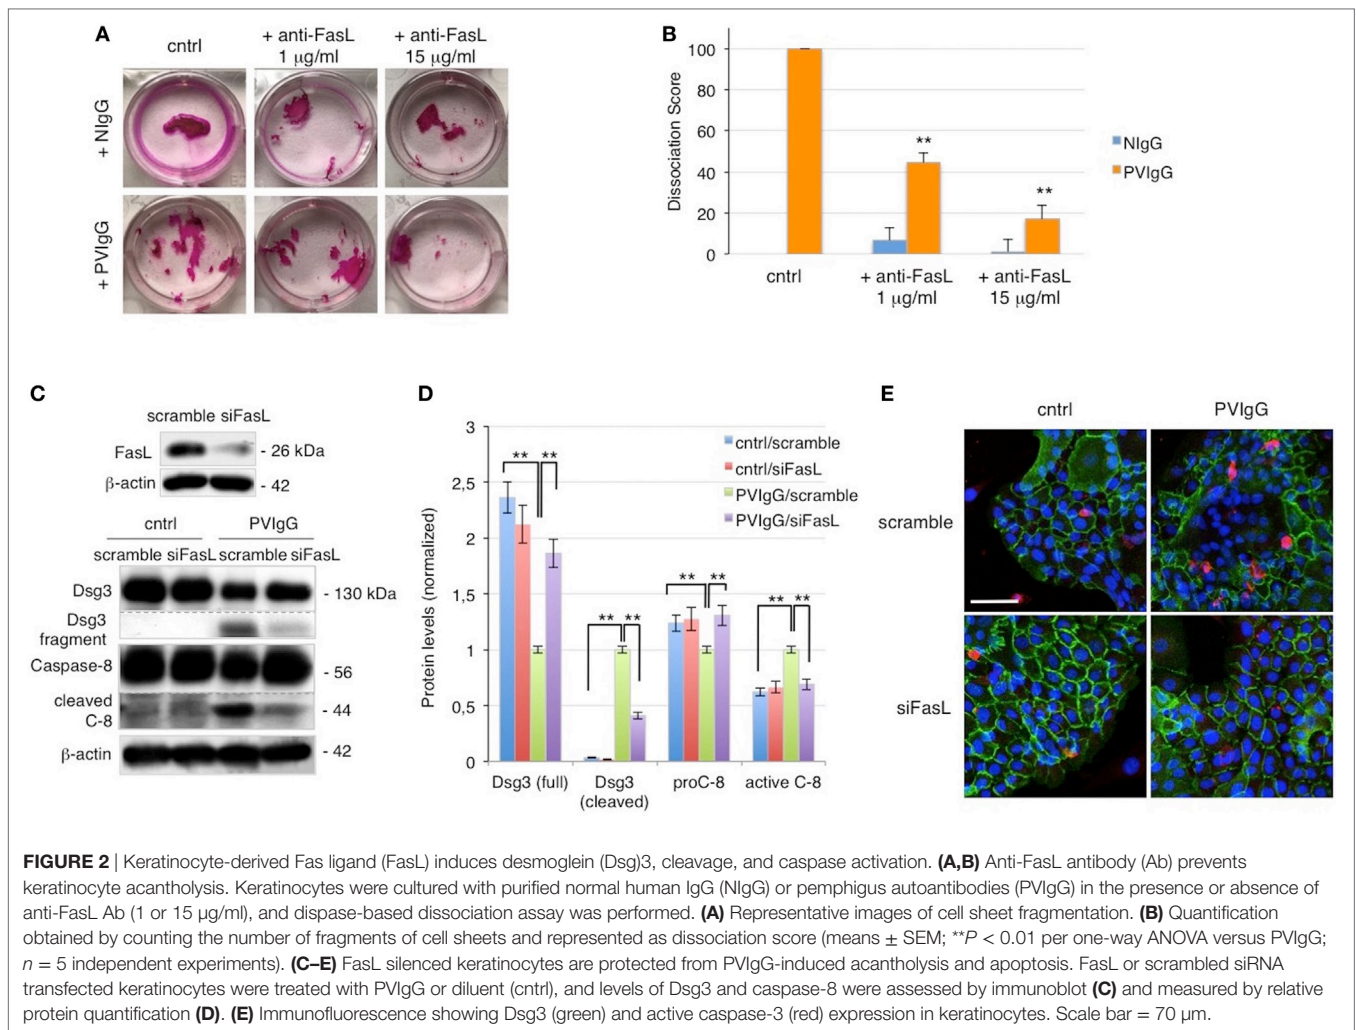 A
cntrl
+ anti-FasL
1 µg/ml
+ anti-FasL
15 µg/ml
+ NIgG
+ PVIgG
B
Dissociation Score
100
80
60
40
20
0
**
**
cntrl
+ anti-FasL
1 µg/ml
+ anti-FasL
15 µg/ml
NIgG
PVIgG
C
scramble siFasL
FasL
- 26 kDa
β-actin
- 42
cntrl
PVIgG
scramble siFasL scramble siFasL
Dsg3
- 130 kDa
Dsg3
fragment
Caspase-8
- 56
cleaved
C-8
- 44
β-actin
- 42
D
Protein levels (normalized)
3
2,5
2
1,5
1
0,5
0
** **
** **
** **
** **
cntrl/scramble
cntrl/siFasL
PVIgG/scramble
PVIgG/siFasL
Dsg3 (full)
Dsg3
(cleaved)
proC-8
active C-8
E
cntrl
PVIgG
scramble
siFasL
FIGURE 2 | Keratinocyte-derived Fas ligand (FasL) induces desmoglein (Dsg)3, cleavage, and caspase activation. (A,B) Anti-FasL antibody (Ab) prevents
keratinocyte acantholysis. Keratinocytes were cultured with purified normal human IgG (NIgG) or pemphigus autoantibodies (PVIgG) in the presence or absence of
anti-FasL Ab (1 or 15 µg/ml), and dispase-based dissociation assay was performed. (A) Representative images of cell sheet fragmentation. (B) Quantification
obtained by counting the number of fragments of cell sheets and represented as dissociation score (means ± SEM; **P < 0.01 per one-way ANOVA versus PVIgG;
n = 5 independent experiments). (C–E) FasL silenced keratinocytes are protected from PVIgG-induced acantholysis and apoptosis. FasL or scrambled siRNA
transfected keratinocytes were treated with PVIgG or diluent (cntrl), and levels of Dsg3 and caspase-8 were assessed by immunoblot (C) and measured by relative
protein quantification (D). (E) Immunofluorescence showing Dsg3 (green) and active caspase-3 (red) expression in keratinocytes. Scale bar = 70 µm.